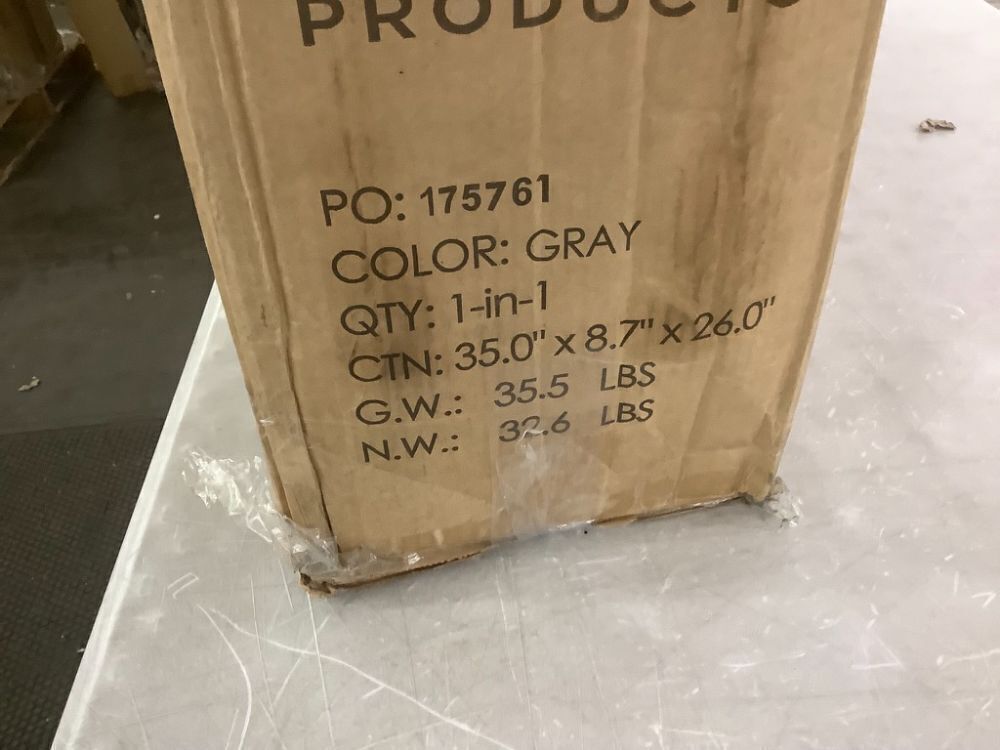 PRODUCTS
PO: 175761
COLOR: GRAY
QTY: 1-in-1
CTN: 35.0" x 8.7" x 26.0"
G.W.: 35.5 LBS
N.W.: 32.6 LBS